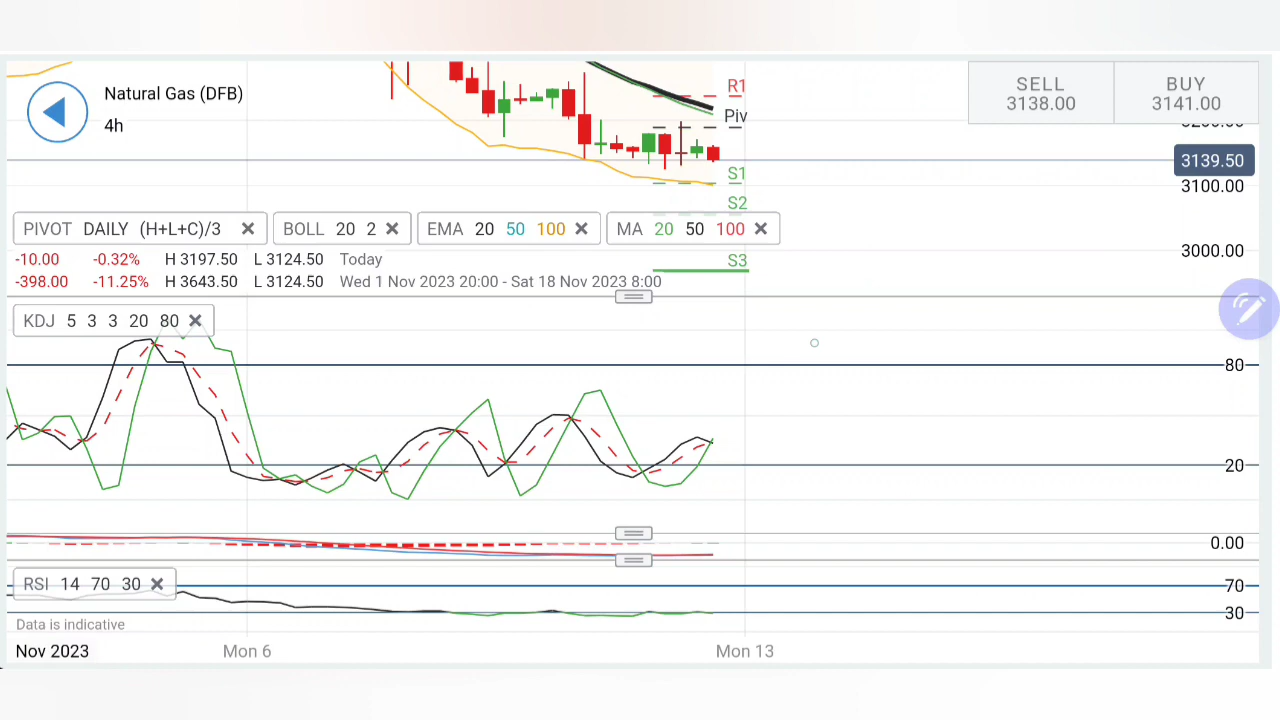 Natural Gas (DFB)
4h
SELL
3138.00
BUY
3141.00
R1
Piv
3139.50
S1
3100.00
S2
PIVOT DAILY (H+L+C)/3
BOLL 20 2
EMA 20 50 100
MA 20 50 100
3000.00
-10.00 -0.32% H 3197.50 L 3124.50 Today
S3
-398.00 -11.25% H 3643.50 L 3124.50 Wed 1 Nov 2023 20:00 - Sat 18 Nov 2023 8:00
KDJ 5 3 3 20 80
80
20
0.00
RSI 14 70 30
70
30
Data is indicative
Nov 2023 Mon 6 Mon 13